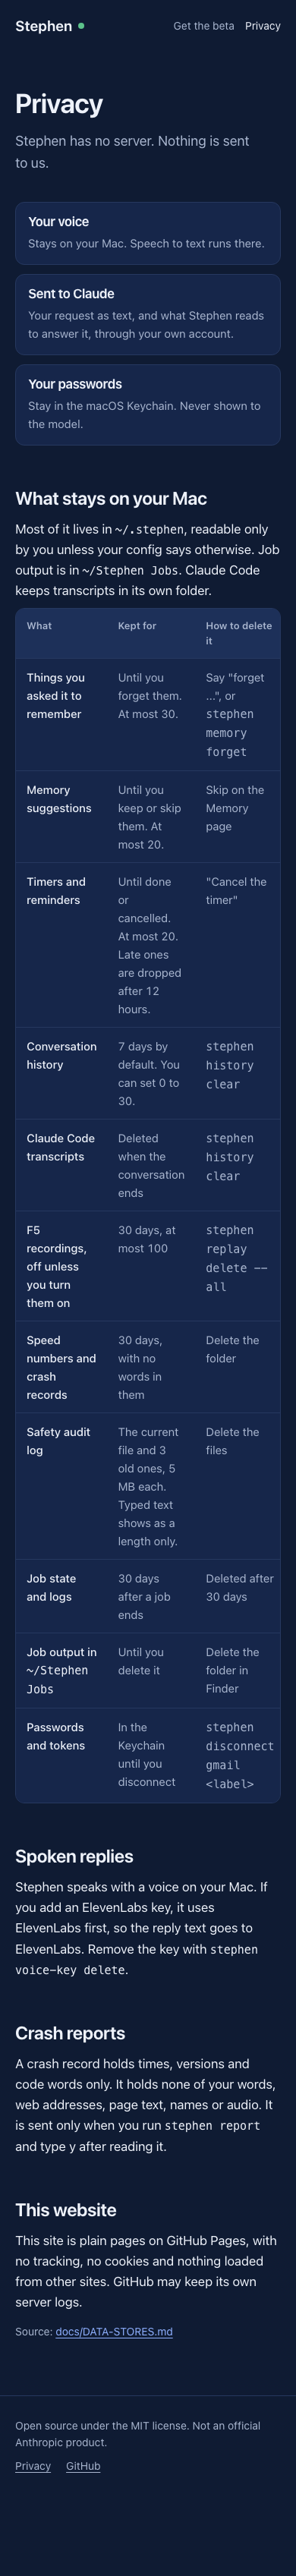 Stephen
Get the beta Privacy
Privacy
Stephen has no server. Nothing is sent
to us.
Your voice
Stays on your Mac. Speech to text runs there.
Sent to Claude
Your request as text, and what Stephen reads
to answer it, through your own account.
Your passwords
Stay in the macOS Keychain. Never shown to
the model.
What stays on your Mac
Most of it lives in ~/.stephen, readable only
by you unless your config says otherwise. Job
output is in ~/Stephen Jobs. Claude Code
keeps transcripts in its own folder.
What
Kept for
How to delete
it
Things you
asked it to
remember
Until you
forget them.
At most 30.
Say "forget
...", or
stephen
memory
forget
Memory
suggestions
Until you
keep or skip
them. At
most 20.
Skip on the
Memory
page
Timers and
reminders
Until done
or
cancelled.
At most 20.
Late ones
are dropped
after 12
hours.
"Cancel the
timer"
Conversation
history
7 days by
default. You
can set 0 to
30.
stephen
history
clear
Claude Code
transcripts
Deleted
when the
conversation
ends
stephen
history
clear
F5
recordings,
off unless
you turn
them on
30 days, at
most 100
stephen
replay
delete --
all
Speed
numbers and
crash
records
30 days,
with no
words in
them
Delete the
folder
Safety audit
log
The current
file and 3
old ones, 5
MB each.
Typed text
shows as a
length only.
Delete the
files
Job state
and logs
30 days
after a job
ends
Deleted after
30 days
Job output in
~/Stephen
Jobs
Until you
delete it
Delete the
folder in
Finder
Passwords
and tokens
In the
Keychain
until you
disconnect
stephen
disconnect
gmail
<label>
Spoken replies
Stephen speaks with a voice on your Mac. If
you add an ElevenLabs key, it uses
ElevenLabs first, so the reply text goes to
ElevenLabs. Remove the key with stephen
voice-key delete.
Crash reports
A crash record holds times, versions and
code words only. It holds none of your words,
web addresses, page text, names or audio. It
is sent only when you run stephen report
and type y after reading it.
This website
This site is plain pages on GitHub Pages, with
no tracking, no cookies and nothing loaded
from other sites. GitHub may keep its own
server logs.
Source: docs/DATA-STORES.md
Open source under the MIT license. Not an official
Anthropic product.
Privacy GitHub